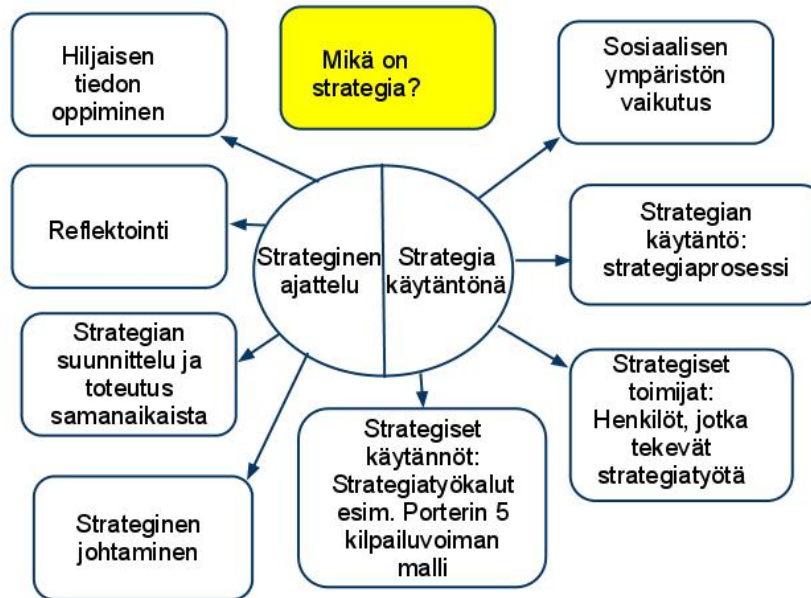 Hiljaisen
tiedon
oppiminen
Mikä on
strategia?
Sosiaalisen
ympäristön
vaikutus
Reflektointi
Strateginen
ajattelu
Strategia
käytäntönä
Strategian
käytäntö:
strategiaprosessi
Strategian
suunnittelu ja
toteutus
samanaikaista
Strategiset
toimijat:
Henkilöt, jotka
tekevät
strategiatyötä
Strateginen
johtaminen
Strategiset
käytännöt:
Strategiatyökalut
esim. Porterin 5
kilpailuvoiman
malli